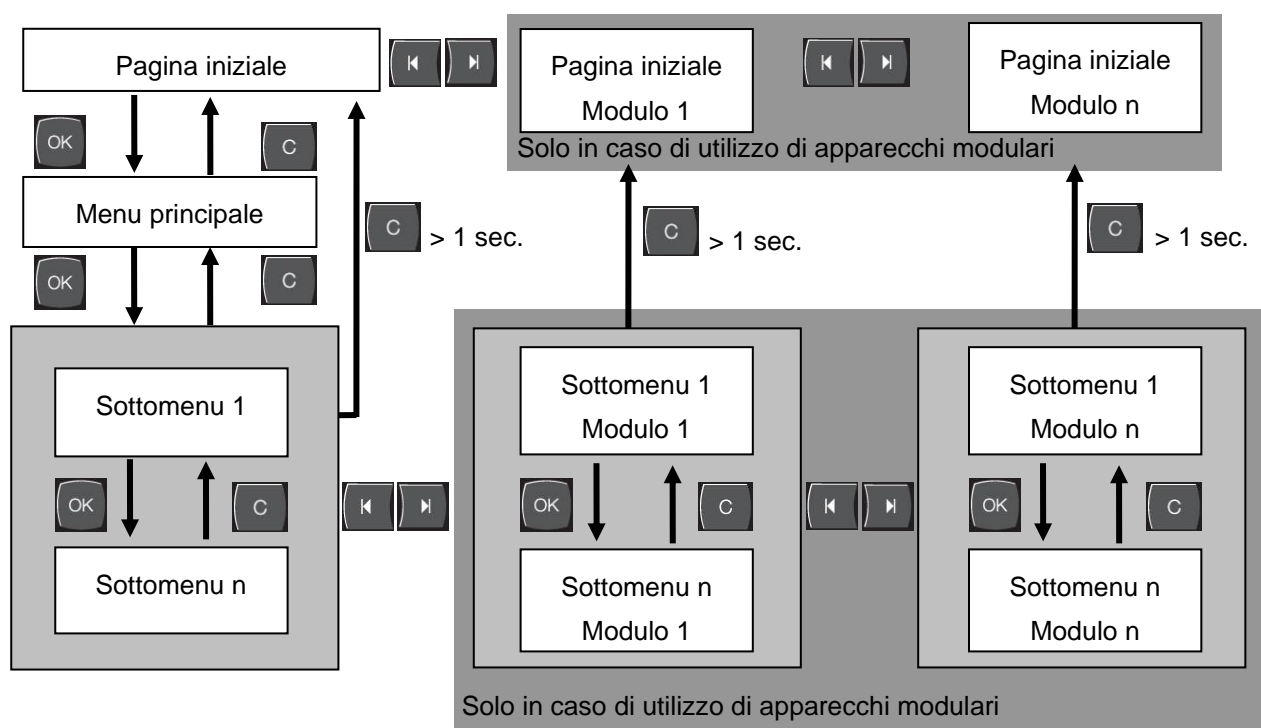 Pagina iniziale
Pagina iniziale
Modulo 1
Pagina iniziale
Modulo n
Solo in caso di utilizzo di apparecchi modulari
OK
C
Menu principale
C
> 1 sec.
C
> 1 sec.
C
> 1 sec.
OK
C
Sottomenu 1
Sottomenu 1
Modulo 1
Sottomenu 1
Modulo n
OK
C
OK
C
OK
C
Sottomenu n
Sottomenu n
Modulo 1
Sottomenu n
Modulo n
Solo in caso di utilizzo di apparecchi modulari